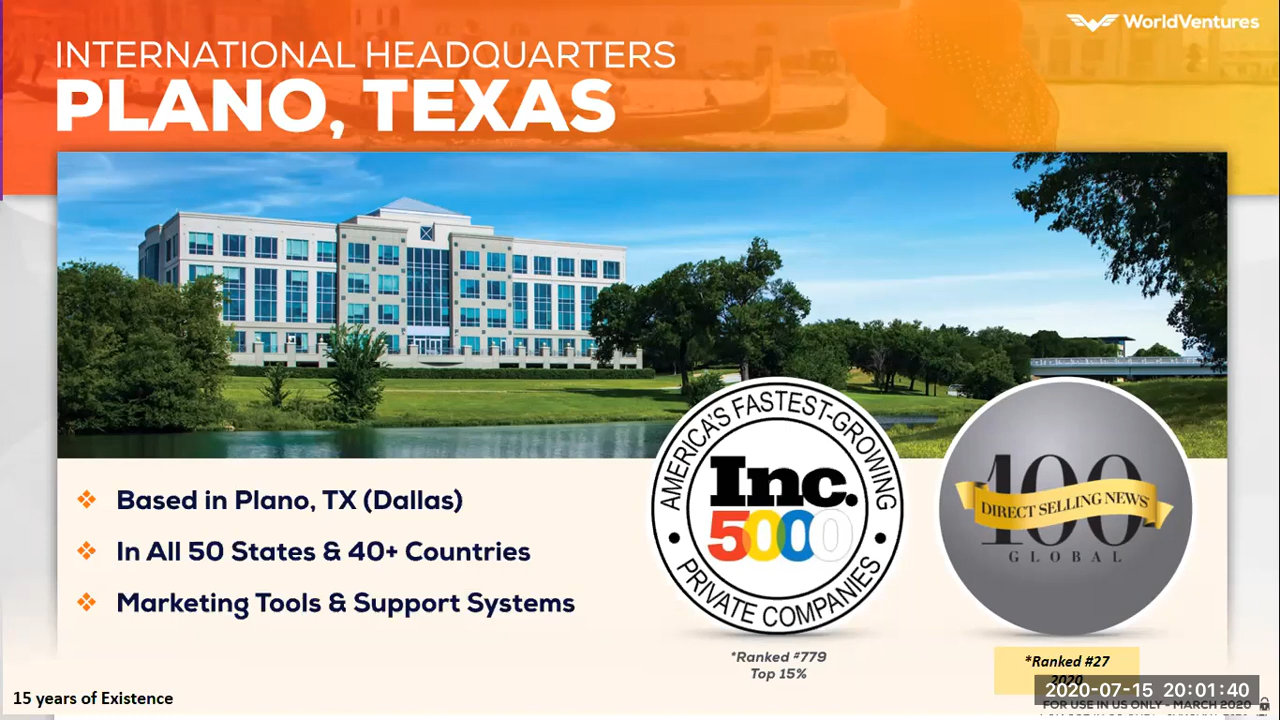 WorldVentures
INTERNATIONAL HEADQUARTERS
PLANO, TEXAS
Based in Plano, TX (Dallas)
In All 50 States & 40+ Countries
Marketing Tools & Support Systems
AMERICA'S FASTEST-GROWING
Inc.
5000
PRIVATE COMPANIES
*Ranked #779
Top 15%
100
DIRECT SELLING NEWS
GLOBAL
*Ranked #27
2020
2020-07-15 20:01:40
FOR USE IN US ONLY - MARCH 2020
15 years of Existence